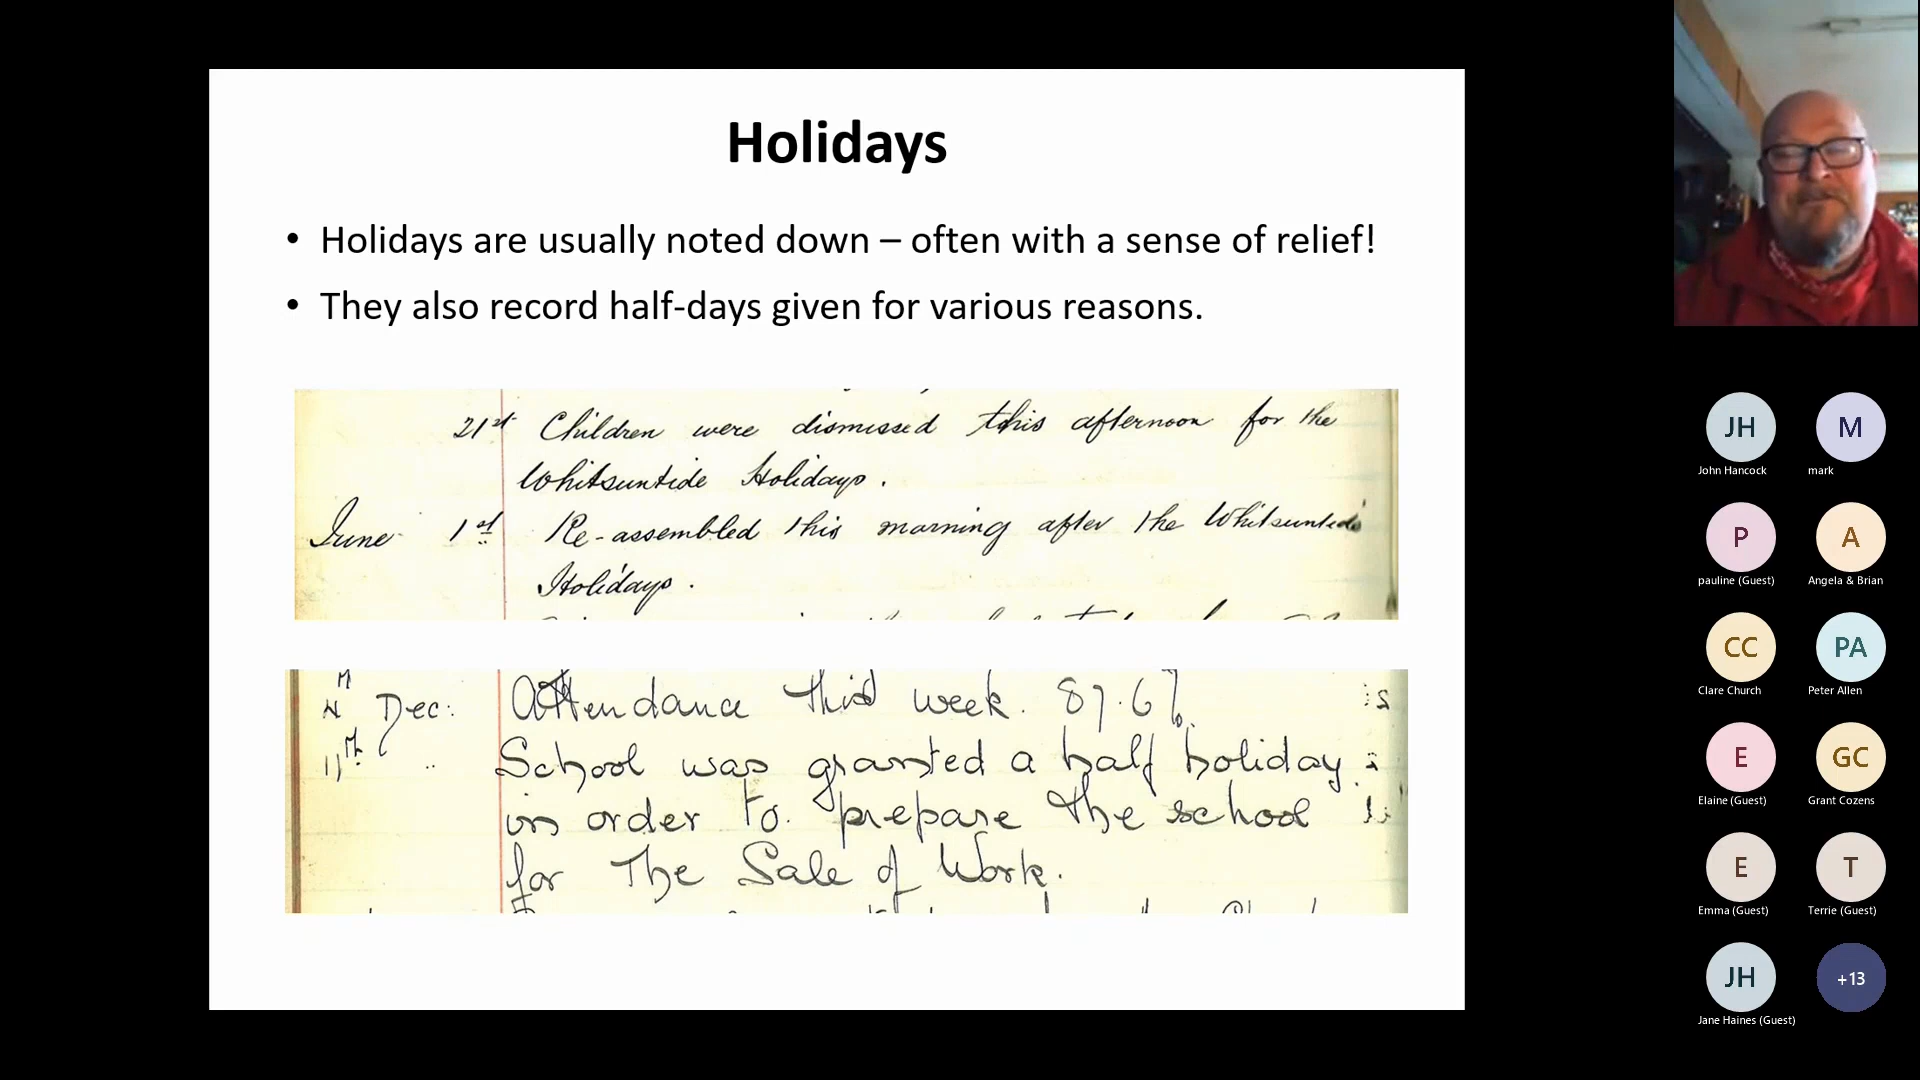 Holidays
• Holidays are usually noted down – often with a sense of relief!
• They also record half-days given for various reasons.
21st Children were dismissed this afternoon for the
Whitsuntide Holidays.
June 1st Re-assembled this morning after the Whitsuntide
Holidays.
Dec: Attendance this week. 87.6%.
11th " School was granted a half holiday
in order to prepare the school
for The Sale of Work.
JH
John Hancock
M
mark
P
pauline (Guest)
A
Angela & Brian
CC
Clare Church
PA
Peter Allen
E
Elaine (Guest)
GC
Grant Cozens
E
Emma (Guest)
T
Terrie (Guest)
JH
Jane Haines (Guest)
+13